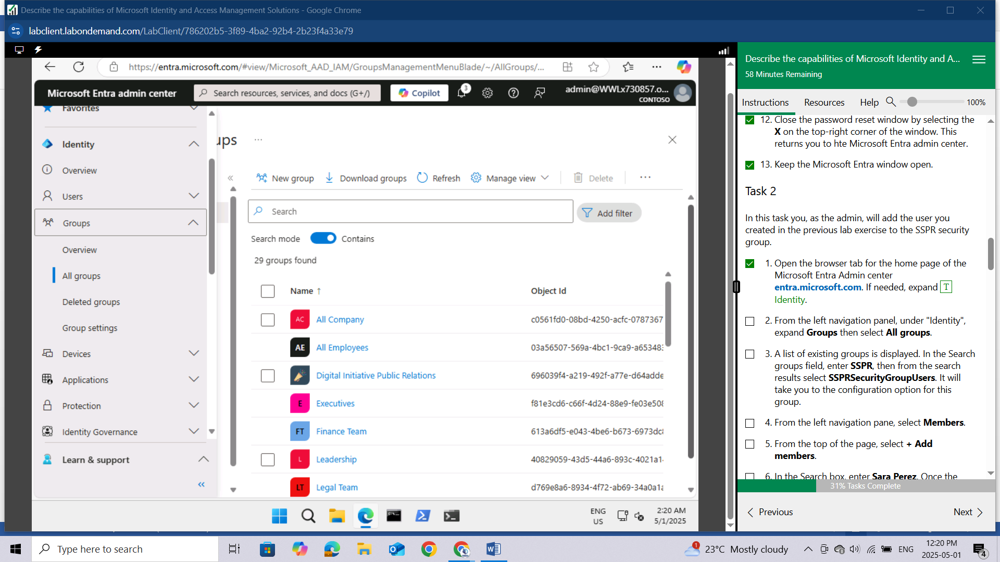 Describe the capabilities of Microsoft Identity and Access Management Solutions - Google Chrome
labclient.labondemand.com/LabClient/786202b5-3f89-4ba2-92b4-2b23f4a33e79
https://entra.microsoft.com/#view/Microsoft_AAD_IAM/GroupsManagementMenuBlade/~/AllGroups/...
Microsoft Entra admin center
Search resources, services, and docs (G+/)
Copilot
3
admin@WWLx730857.o...
CONTOSO
Favorites
Identity
Overview
Users
Groups
Overview
All groups
Deleted groups
Group settings
Devices
Applications
Protection
Identity Governance
Learn & support
ups
...
New group
Download groups
Refresh
Manage view
Delete
...
Search
Add filter
Search mode
Contains
29 groups found
Name ↑
Object Id
AC
All Company
c0561fd0-08bd-4250-acfc-0787367
AE
All Employees
03a56507-569a-4bc1-9ca9-a65348
Digital Initiative Public Relations
696039f4-a219-492f-a77e-d64adde
E
Executives
f81e3cd6-c66f-4d24-88e9-fe03e508
FT
Finance Team
613a6df5-e043-4be6-b673-6973dc
L
Leadership
40829059-43d5-44a6-893c-4021a1
LT
Legal Team
d769e8a6-8934-4f72-ab69-34a0a1
ENG
US
2:20 AM
5/1/2025
Describe the capabilities of Microsoft Identity and A...
58 Minutes Remaining
Instructions
Resources
Help
100%
12. Close the password reset window by selecting the
X on the top-right corner of the window. This
returns you to hte Microsoft Entra admin center.
13. Keep the Microsoft Entra window open.
Task 2
In this task you, as the admin, will add the user you
created in the previous lab exercise to the SSPR security
group.
1. Open the browser tab for the home page of the
Microsoft Entra Admin center
entra.microsoft.com. If needed, expand T
Identity.
2. From the left navigation panel, under "Identity",
expand Groups then select All groups.
3. A list of existing groups is displayed. In the Search
groups field, enter SSPR, then from the search
results select SSPRSecurityGroupUsers. It will
take you to the configuration option for this
group.
4. From the left navigation pane, select Members.
5. From the top of the page, select + Add
members.
6. In the Search box, enter Sara Perez. Once the
31% Tasks Complete
Previous
Next
Type here to search
1
23°C Mostly cloudy
ENG
12:20 PM
2025-05-01
4